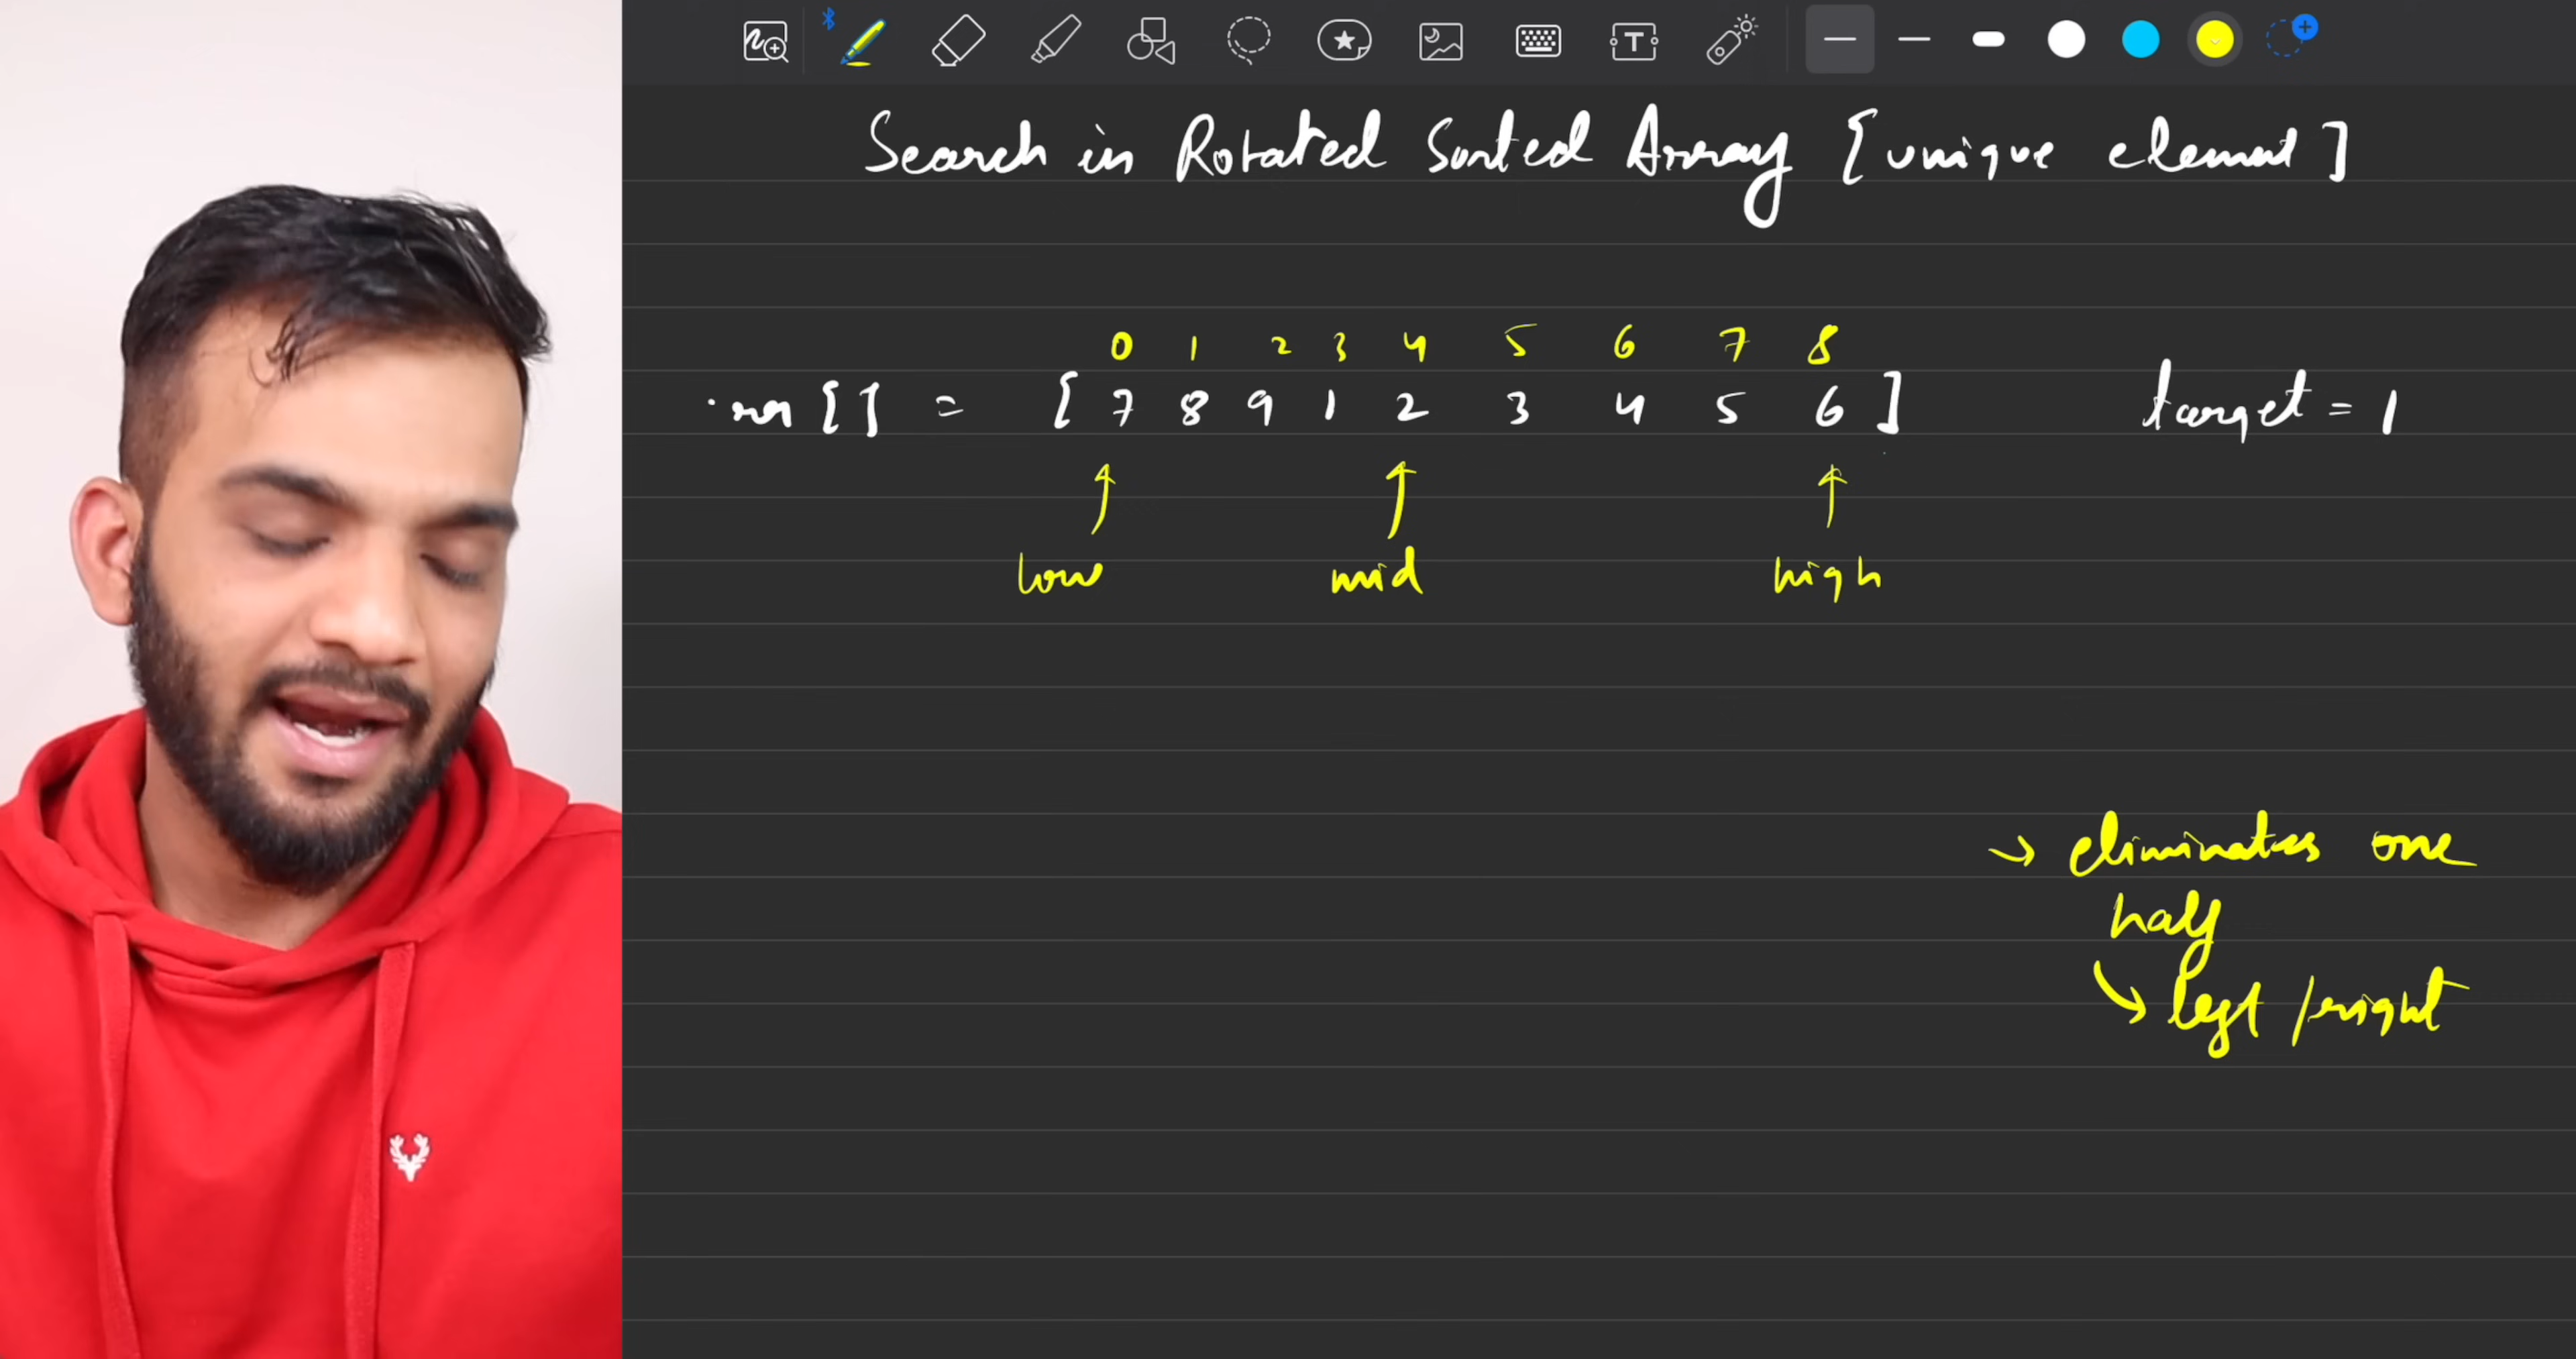 Search in Rotated Sorted Array [unique element]
0 1 2 3 4 5 6 7 8
arr[] = [ 7 8 9 1 2 3 4 5 6 ] target = 1
low mid high
→ eliminates one
half
↳ left / right